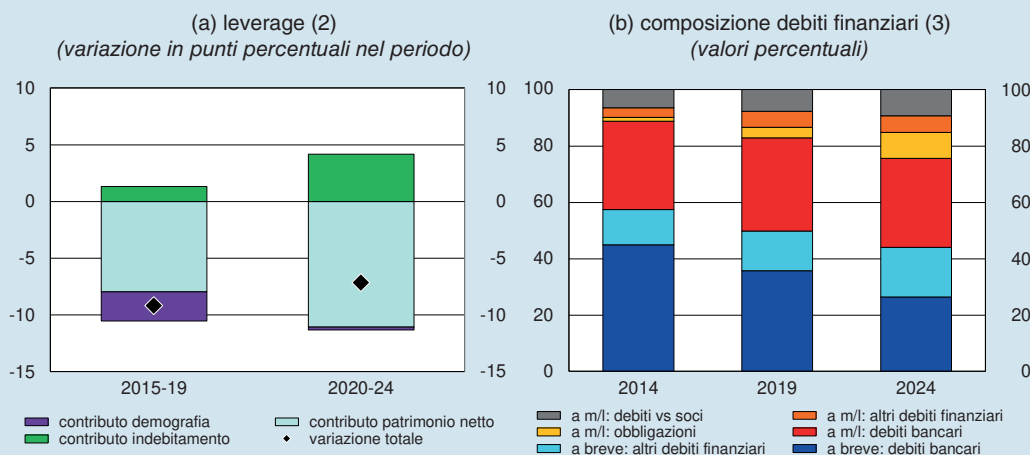 (a) leverage (2)
(variazione in punti percentuali nel periodo)
10 10
5 5
0 0
-5 -5
-10 -10
-15 -15
2015-19 2020-24
contributo demografia contributo patrimonio netto
contributo indebitamento variazione totale
(b) composizione debiti finanziari (3)
(valori percentuali)
100 100
80 80
60 60
40 40
20 20
0 0
2014 2019 2024
a m/l: debiti vs soci a m/l: altri debiti finanziari
a m/l: obbligazioni a m/l: debiti bancari
a breve: altri debiti finanziari a breve: debiti bancari